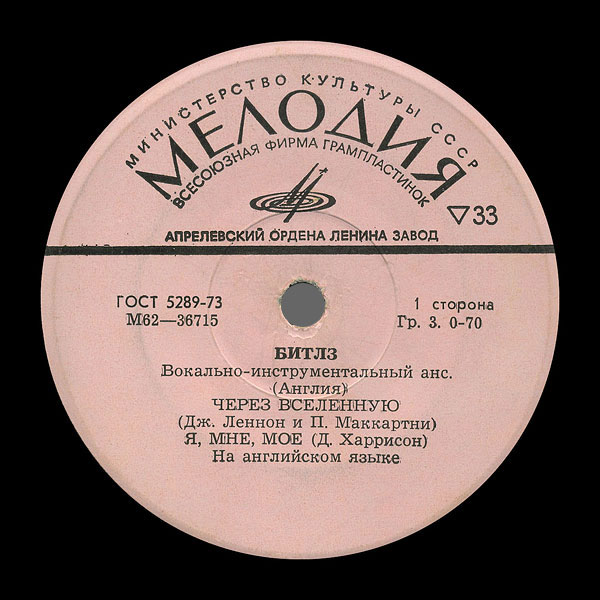 МИНИСТЕРСТВО КУЛЬТУРЫ СССР
МЕЛОДИЯ
ВСЕСОЮЗНАЯ ФИРМА ГРАМПЛАСТИНОК
▽33
АПРЕЛЕВСКИЙ ОРДЕНА ЛЕНИНА ЗАВОД
ГОСТ 5289-73
М62—36715
1 сторона
Гр. 3. 0-70
БИТЛЗ
Вокально-инструментальный анс.
(Англия)
ЧЕРЕЗ ВСЕЛЕННУЮ
(Дж. Леннон и П. Маккартни)
Я, МНЕ, МОЕ (Д. Харрисон)
На английском языке